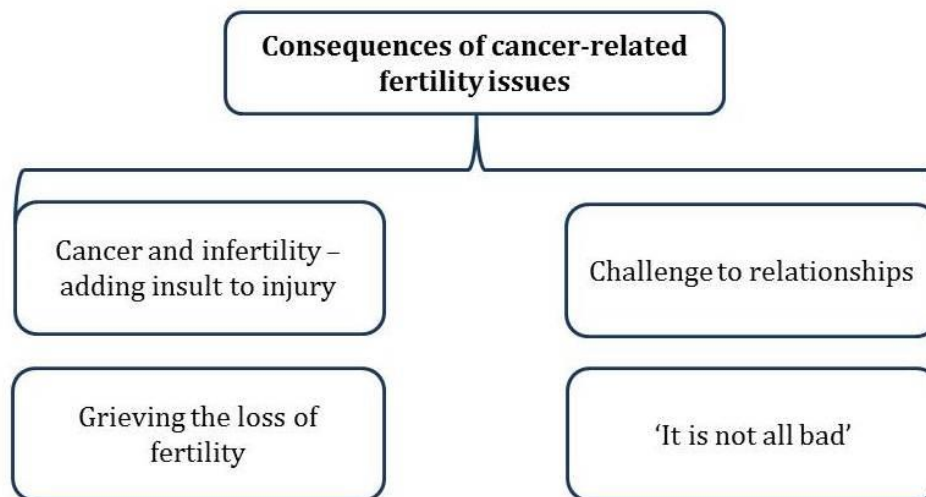 Consequences of cancer-related
fertility issues
Cancer and infertility –
adding insult to injury
Challenge to relationships
Grieving the loss of
fertility
‘It is not all bad’